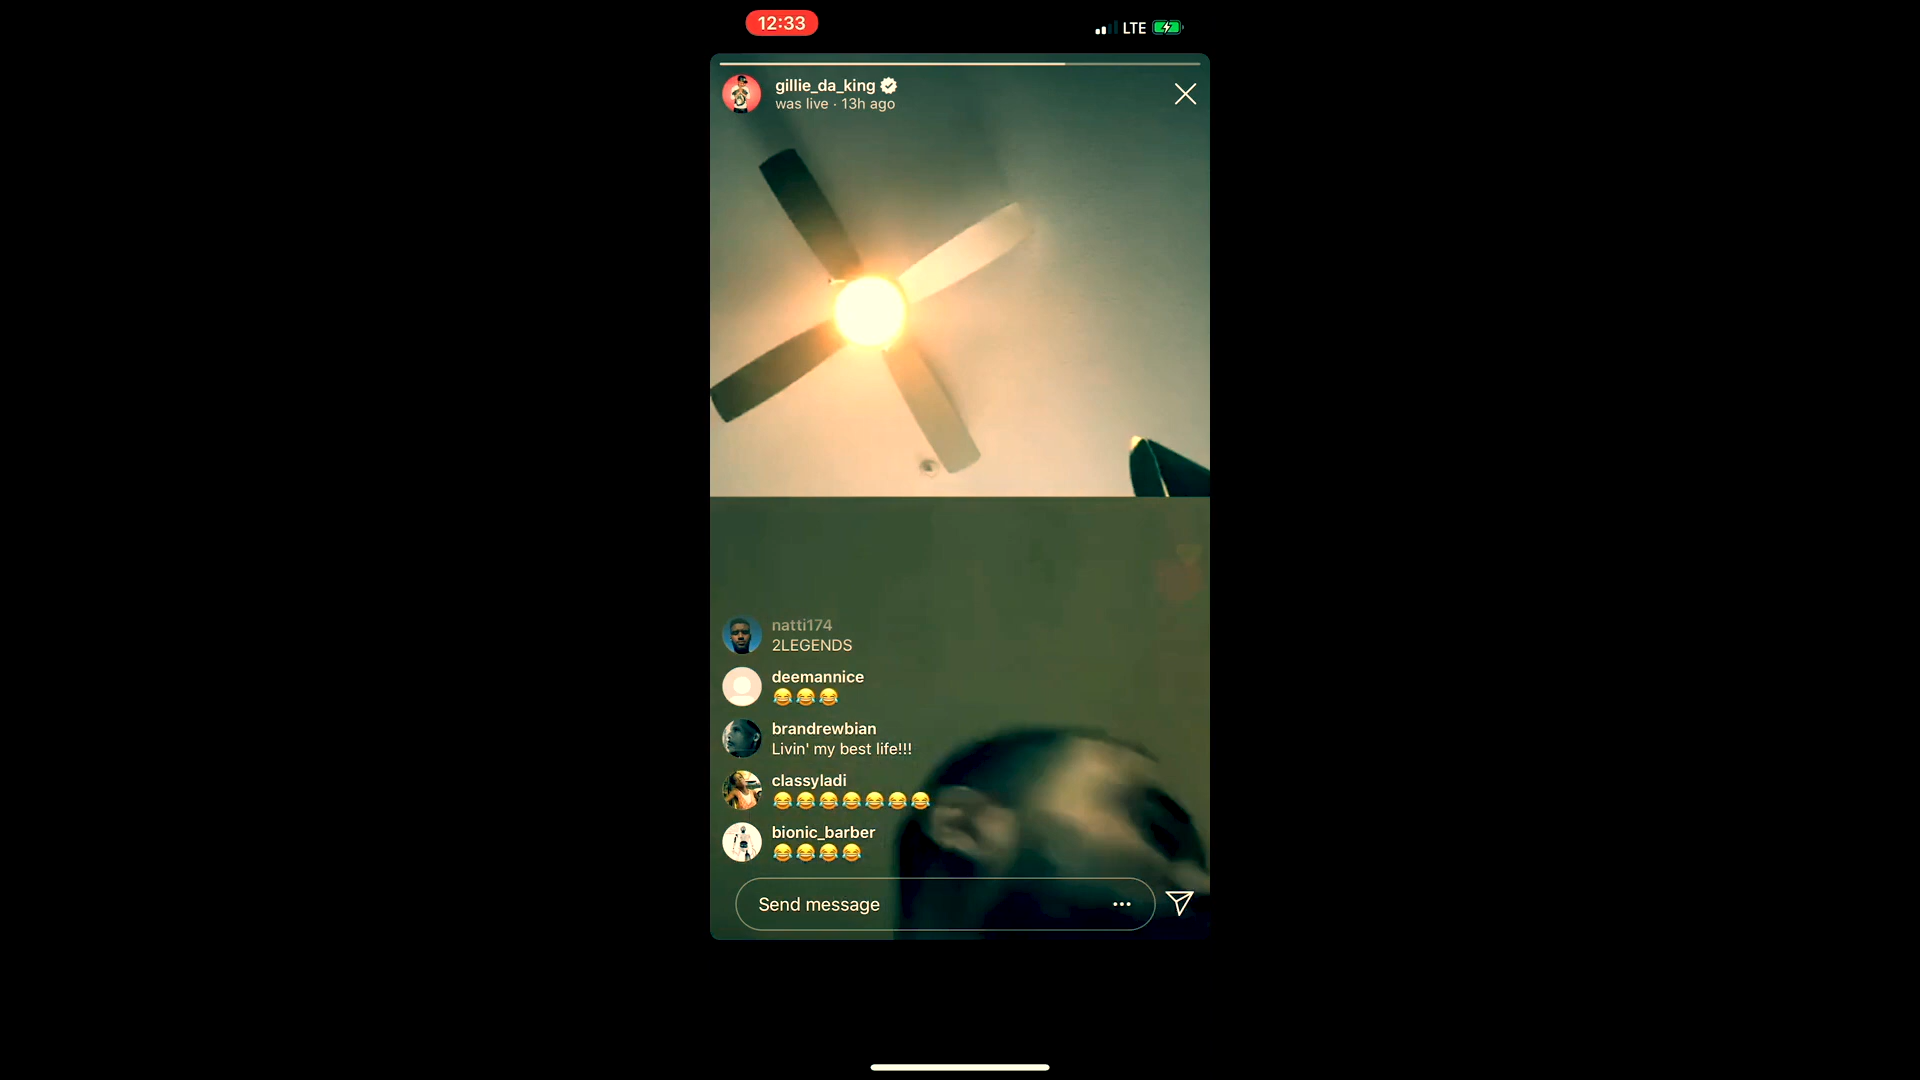 12:33
LTE
gillie_da_king
was live · 13h ago
natti174
2LEGENDS
deemannice
😂😂😂
brandrewbian
Livin' my best life!!!
classyladi
😂😂😂😂😂😂😂
bionic_barber
😂😂😂😂
Send message